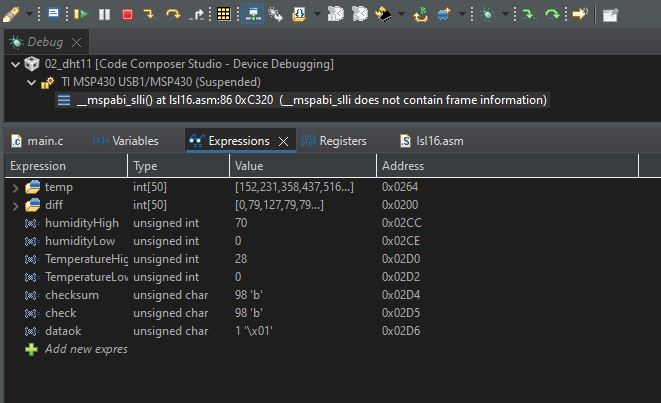 Debug
02_dht11 [Code Composer Studio - Device Debugging]
TI MSP430 USB1/MSP430 (Suspended)
__mspabi_slli() at lsl16.asm:86 0xC320  (__mspabi_slli does not contain frame information)
main.c (x)= Variables Expressions Registers lsl16.asm
Expression Type Value Address
temp int[50] [152,231,358,437,516...] 0x0264
diff int[50] [0,79,127,79,79...] 0x0200
humidityHigh unsigned int 70 0x02CC
humidityLow unsigned int 0 0x02CE
TemperatureHig unsigned int 28 0x02D0
TemperatureLow unsigned int 0 0x02D2
checksum unsigned char 98 'b' 0x02D4
check unsigned char 98 'b' 0x02D5
dataok unsigned char 1 '\x01' 0x02D6
Add new expres